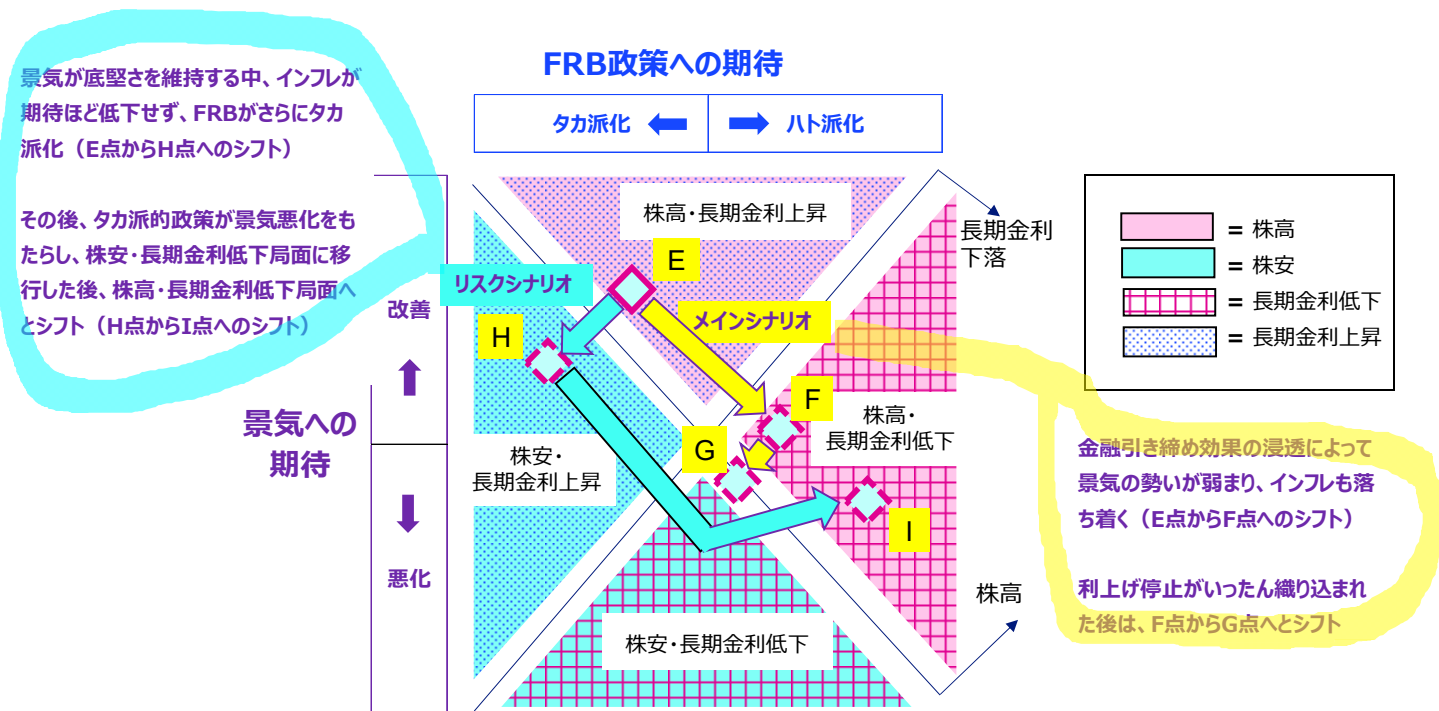 FRB政策への期待
タカ派化
ハト派化
景気が底堅さを維持する中、インフレが
期待ほど低下せず、FRBがさらにタカ
派化（E点からH点へのシフト）
その後、タカ派的政策が景気悪化をも
たらし、株安・長期金利低下局面に移
行した後、株高・長期金利低下局面へ
とシフト（H点からI点へのシフト）
景気への
期待
改善
悪化
株高・長期金利上昇
E
リスクシナリオ
メインシナリオ
H
F
G
I
株安・
長期金利上昇
株高・
長期金利低下
株安・長期金利低下
長期金利
下落
株高
= 株高
= 株安
= 長期金利低下
= 長期金利上昇
金融引き締め効果の浸透によって
景気の勢いが弱まり、インフレも落
ち着く（E点からF点へのシフト）
利上げ停止がいったん織り込まれ
た後は、F点からG点へとシフト